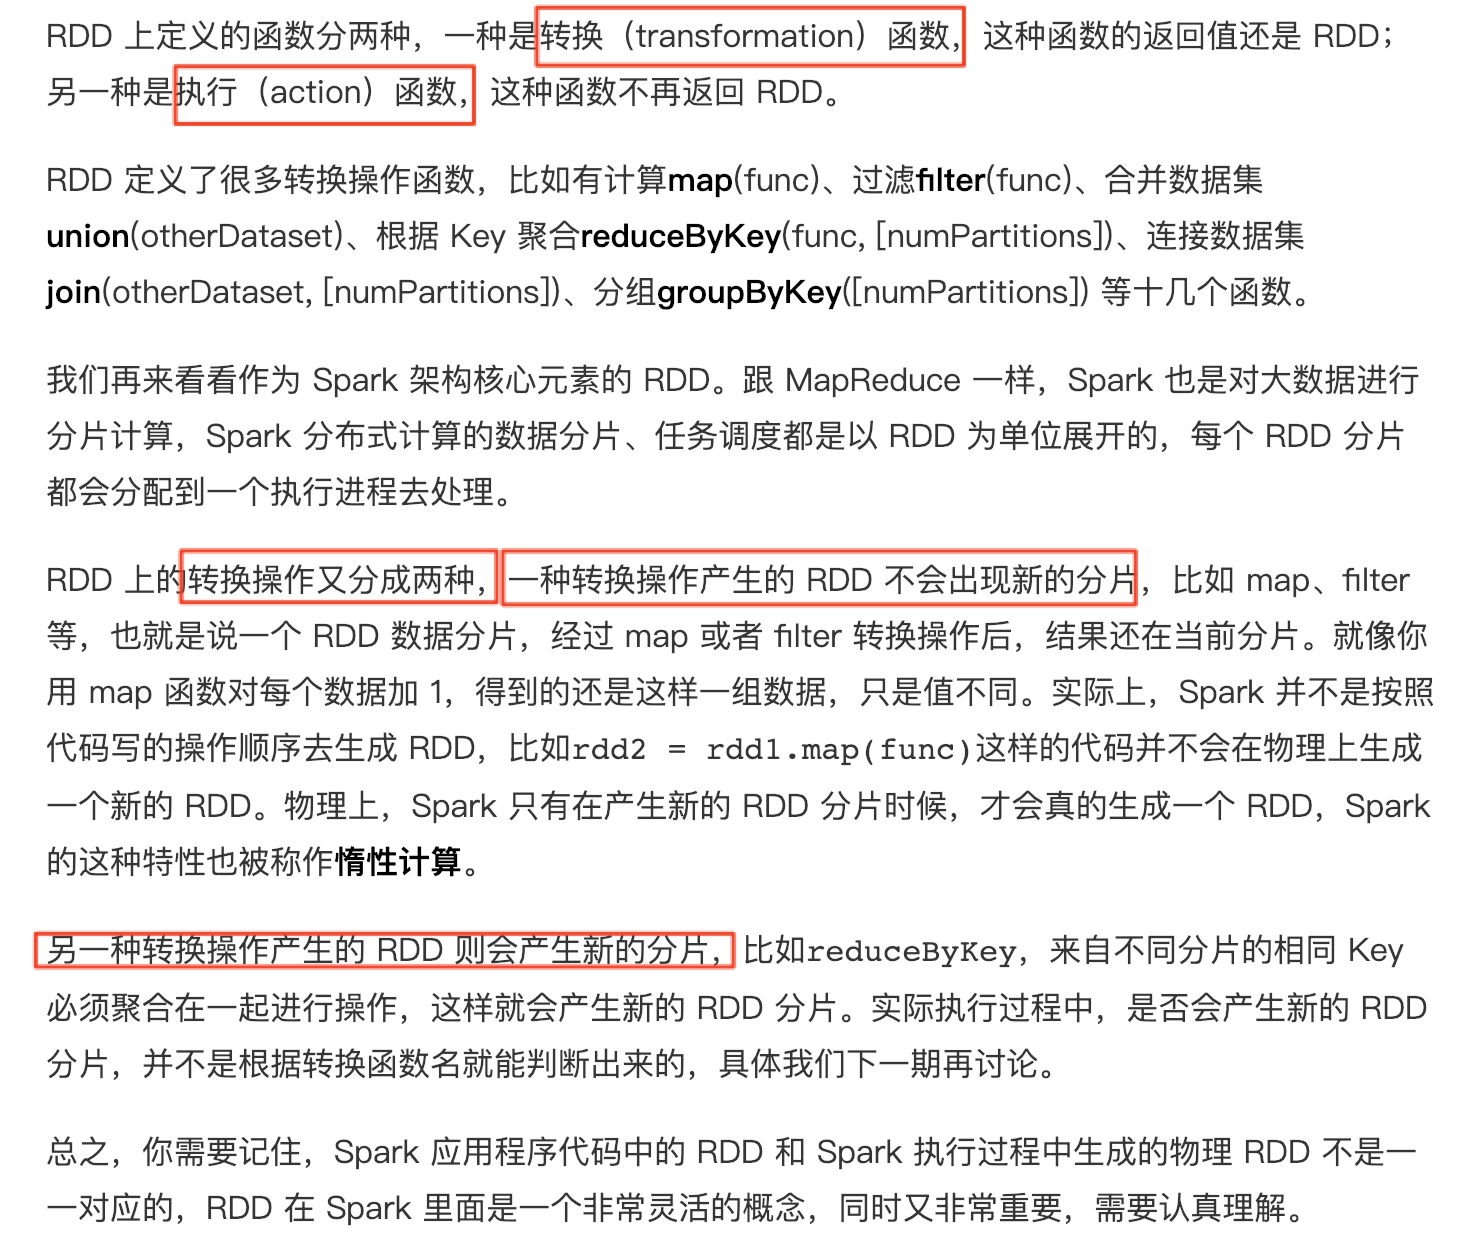 RDD 上定义的函数分两种，一种是转换（transformation）函数，这种函数的返回值还是 RDD；
另一种是执行（action）函数，这种函数不再返回 RDD。
RDD 定义了很多转换操作函数，比如有计算map(func)、过滤filter(func)、合并数据集
union(otherDataset)、根据 Key 聚合reduceByKey(func, [numPartitions])、连接数据集
join(otherDataset, [numPartitions])、分组groupByKey([numPartitions]) 等十几个函数。
我们再来看看作为 Spark 架构核心元素的 RDD。跟 MapReduce 一样，Spark 也是对大数据进行
分片计算，Spark 分布式计算的数据分片、任务调度都是以 RDD 为单位展开的，每个 RDD 分片
都会分配到一个执行进程去处理。
RDD 上的转换操作又分成两种，一种转换操作产生的 RDD 不会出现新的分片，比如 map、filter
等，也就是说一个 RDD 数据分片，经过 map 或者 filter 转换操作后，结果还在当前分片。就像你
用 map 函数对每个数据加 1，得到的还是这样一组数据，只是值不同。实际上，Spark 并不是按照
代码写的操作顺序去生成 RDD，比如rdd2 = rdd1.map(func)这样的代码并不会在物理上生成
一个新的 RDD。物理上，Spark 只有在产生新的 RDD 分片时候，才会真的生成一个 RDD，Spark
的这种特性也被称作惰性计算。
另一种转换操作产生的 RDD 则会产生新的分片，比如reduceByKey，来自不同分片的相同 Key
必须聚合在一起进行操作，这样就会产生新的 RDD 分片。实际执行过程中，是否会产生新的 RDD
分片，并不是根据转换函数名就能判断出来的，具体我们下一期再讨论。
总之，你需要记住，Spark 应用程序代码中的 RDD 和 Spark 执行过程中生成的物理 RDD 不是一
一对应的，RDD 在 Spark 里面是一个非常灵活的概念，同时又非常重要，需要认真理解。